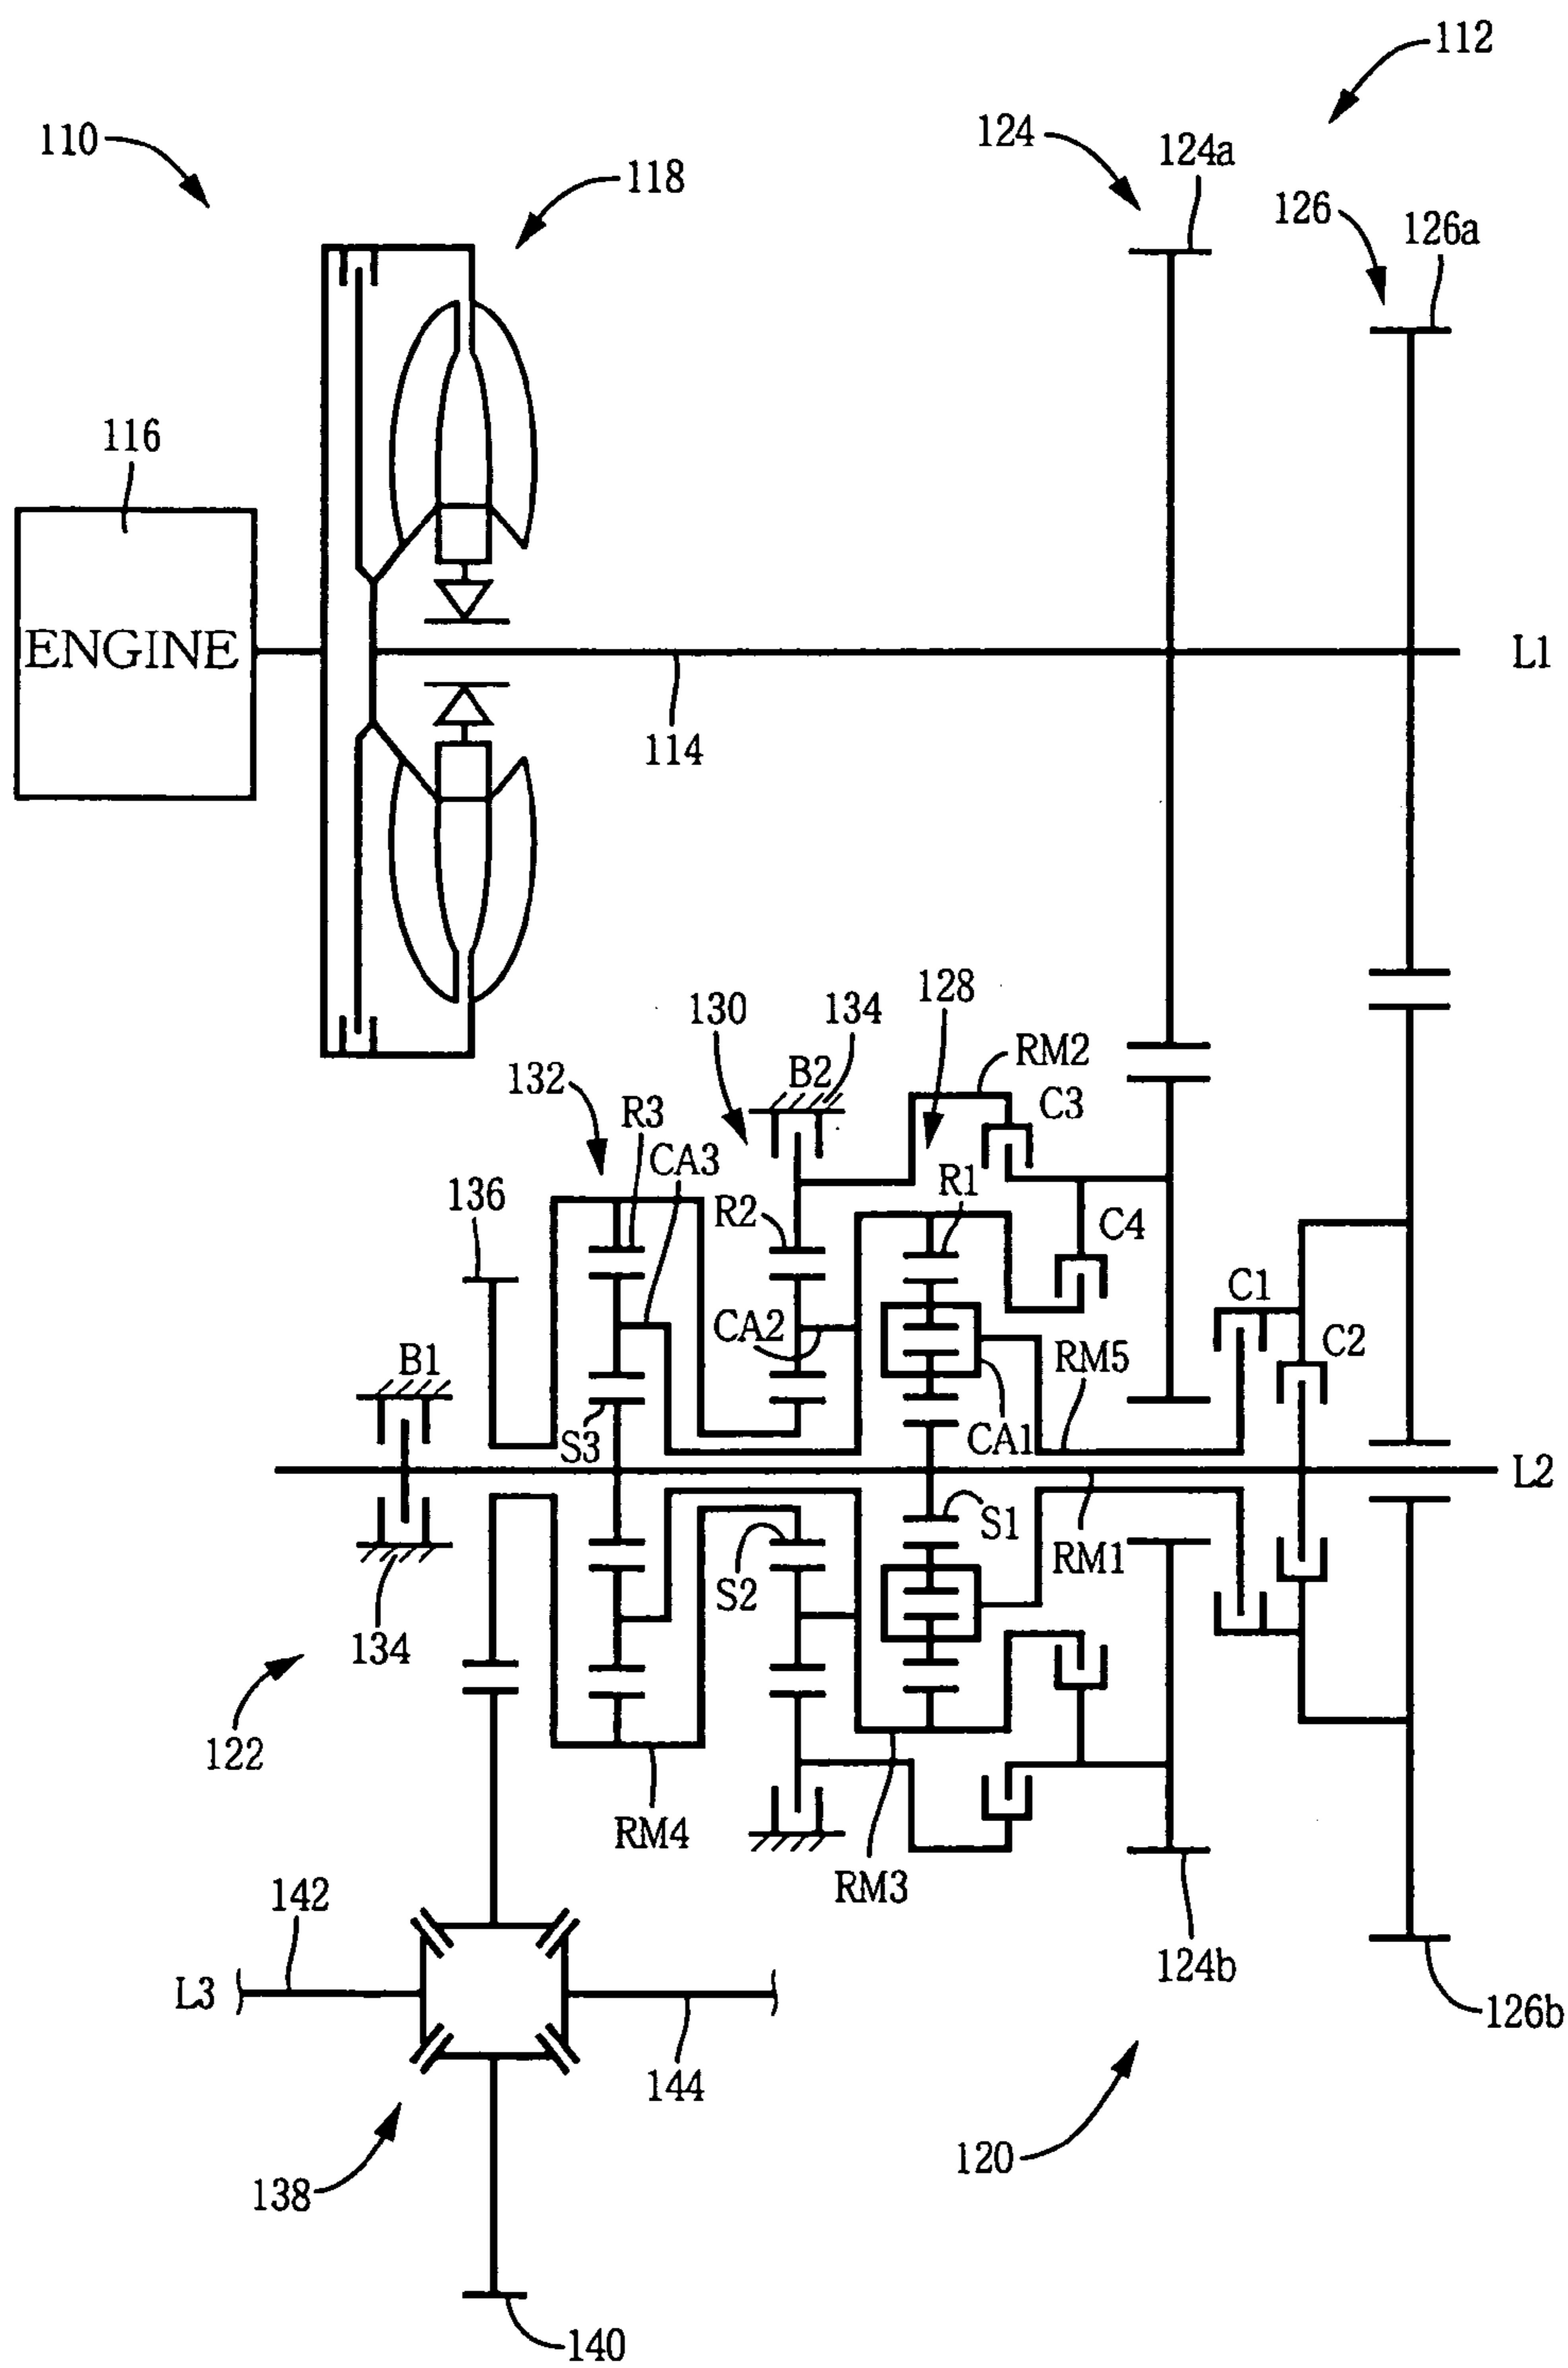 112
124
124a
110
118
126
126a
116
ENGINE
L1
114
128
130
134
RM2
B2
132
C3
R3
CA3
R1
136
R2
C4
C1
CA2
C2
B1
RM5
S3
CA1
L2
S1
RM1
S2
134
122
RM4
RM3
142
124b
L3
126b
144
120
138
140